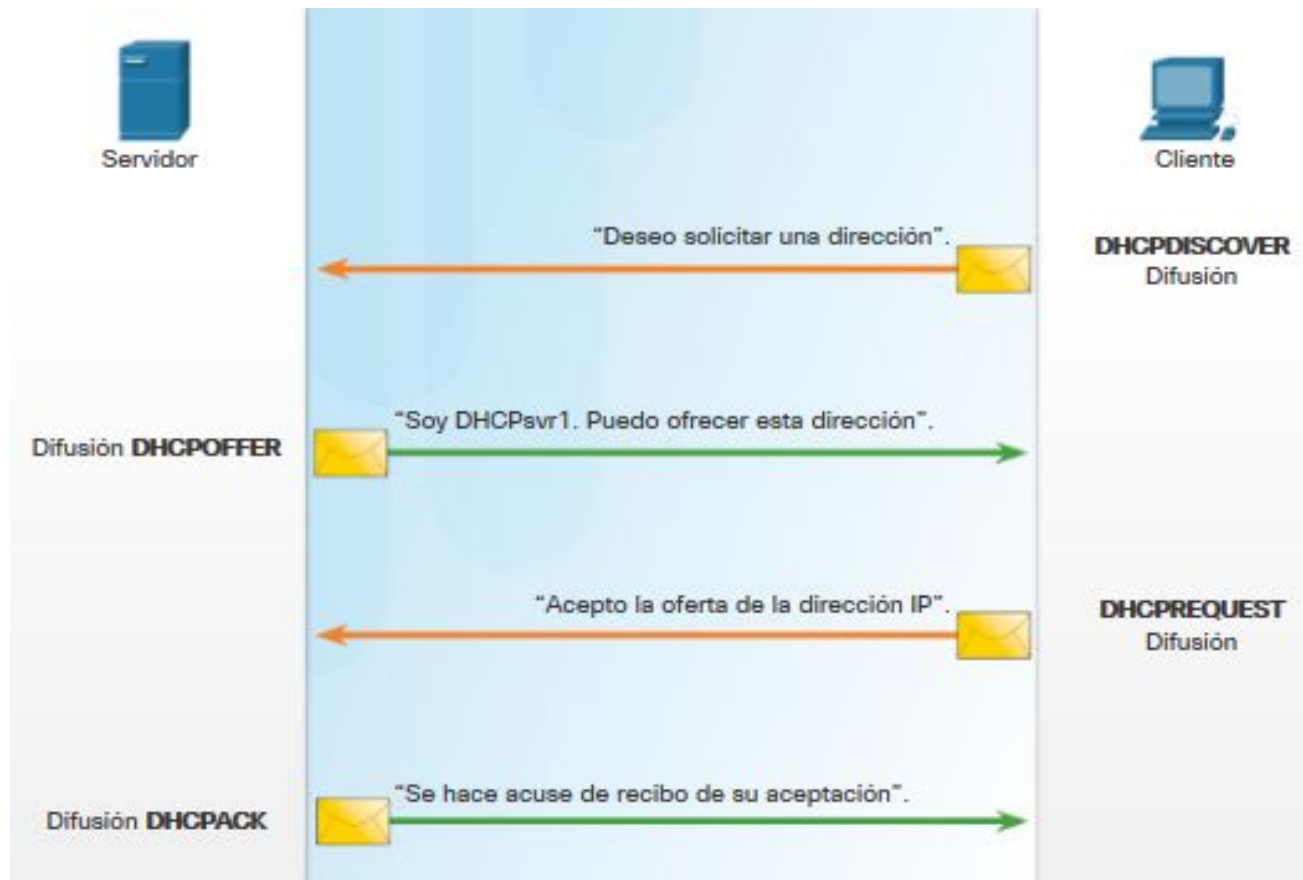 Servidor
Cliente
“Deseo solicitar una dirección”.
DHCPDISCOVER
Difusión
“Soy DHCPsvr1. Puedo ofrecer esta dirección”.
Difusión DHCPOFFER
“Acepto la oferta de la dirección IP”.
DHCPREQUEST
Difusión
“Se hace acuse de recibo de su aceptación”.
Difusión DHCPACK